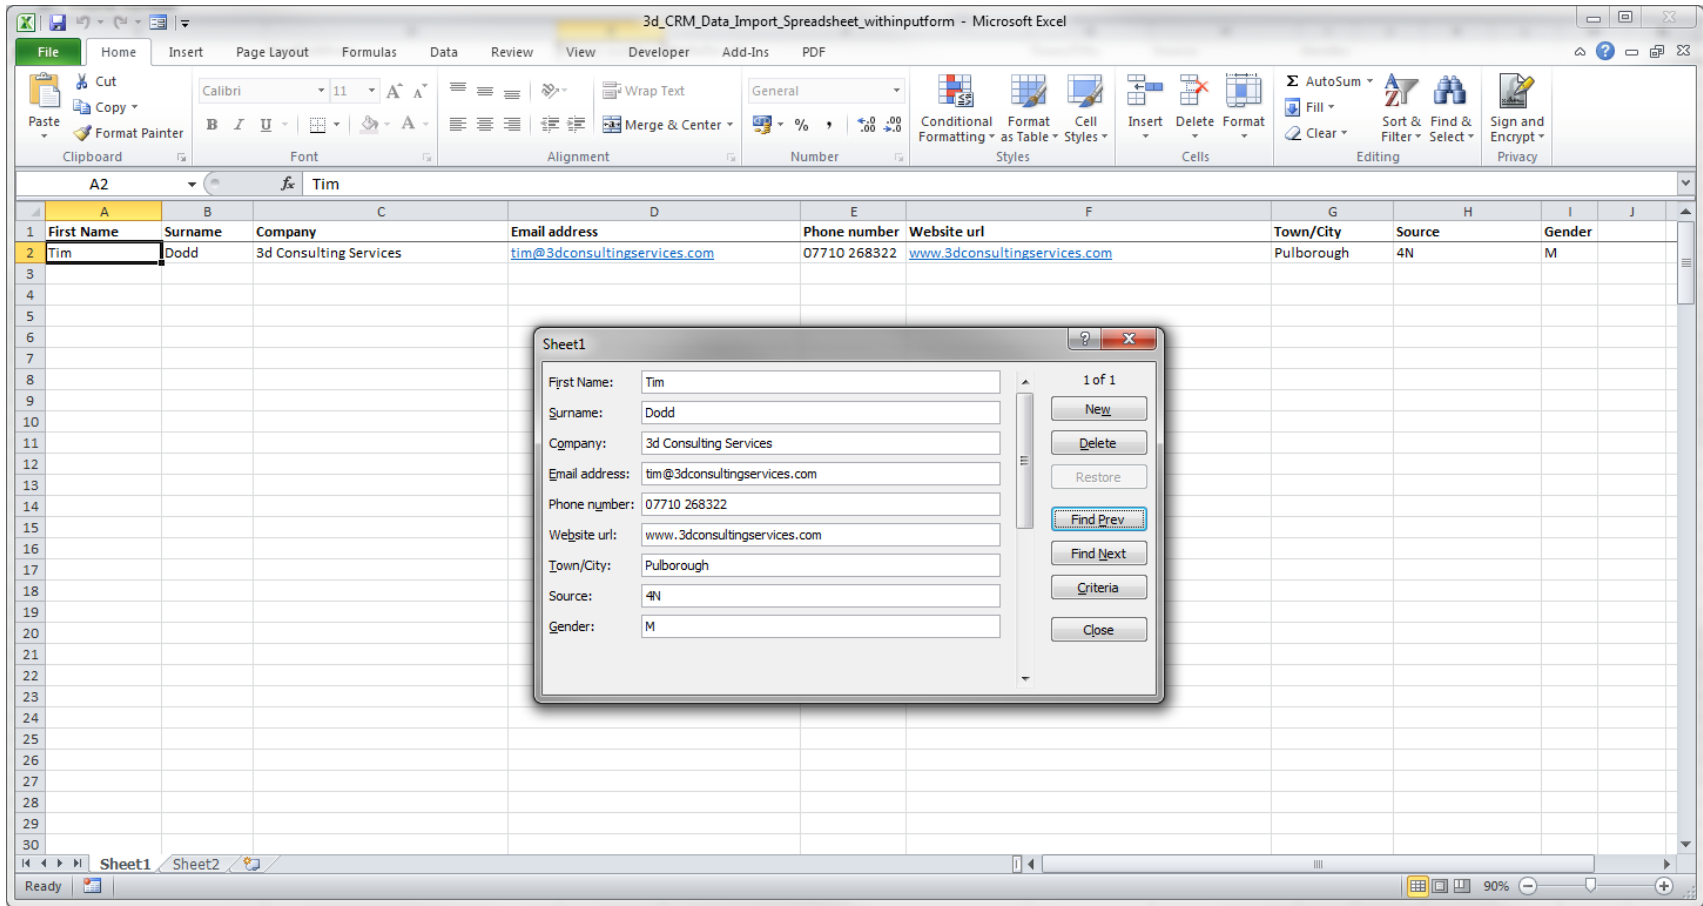 3d_CRM_Data_Import_Spreadsheet_withinputform - Microsoft Excel
File Home Insert Page Layout Formulas Data Review View Developer Add-Ins PDF
Cut
Copy
Format Painter
Paste
Clipboard
Calibri 11 A A
B I U A
Font
Wrap Text
Merge & Center
Alignment
General
% , .0 .00 .00 .0
Number
Conditional Formatting
Format as Table
Cell Styles
Styles
Insert Delete Format
Cells
Σ AutoSum
Fill
Clear
Sort & Filter
Find & Select
Editing
Sign and Encrypt
Privacy
A2 fx Tim
A B C D E F G H I J
1 First Name Surname Company Email address Phone number Website url Town/City Source Gender
2 Tim Dodd 3d Consulting Services tim@3dconsultingservices.com 07710 268322 www.3dconsultingservices.com Pulborough 4N M
3
4
5
6
7
8
9
10
11
12
13
14
15
16
17
18
19
20
21
22
23
24
25
26
27
28
29
30
Sheet1
First Name: Tim
Surname: Dodd
Company: 3d Consulting Services
Email address: tim@3dconsultingservices.com
Phone number: 07710 268322
Website url: www.3dconsultingservices.com
Town/City: Pulborough
Source: 4N
Gender: M
1 of 1
New
Delete
Restore
Find Prev
Find Next
Criteria
Close
Sheet1 Sheet2
Ready 90%